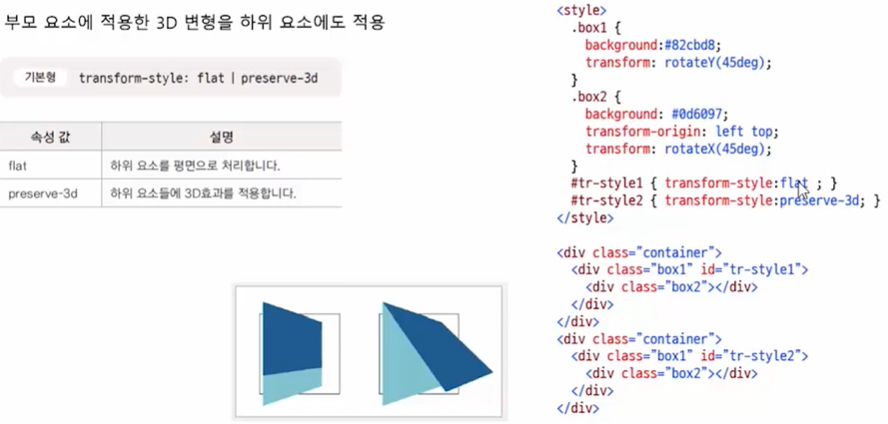 부모 요소에 적용한 3D 변형을 하위 요소에도 적용
기본형 transform-style: flat | preserve-3d
속성 값 설명
flat 하위 요소를 평면으로 처리합니다.
preserve-3d 하위 요소들에 3D효과를 적용합니다.
<style>
.box1 {
background:#82cbd8;
transform: rotateY(45deg);
}
.box2 {
background: #0d6097;
transform-origin: left top;
transform: rotateX(45deg);
}
#tr-style1 { transform-style:flat ; }
#tr-style2 { transform-style:preserve-3d; }
</style>
<div class="container">
<div class="box1" id="tr-style1">
<div class="box2"></div>
</div>
</div>
<div class="container">
<div class="box1" id="tr-style2">
<div class="box2"></div>
</div>
</div>